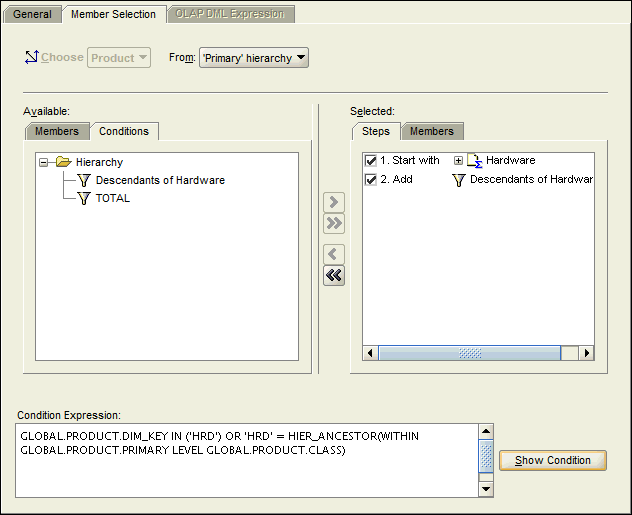 General Member Selection OLAP DML Expression
Choose Product From: 'Primary' hierarchy
Available: Selected:
Members Conditions Steps Members
Hierarchy 1. Start with Hardware
Descendants of Hardware 2. Add Descendants of Hardwar
TOTAL
Condition Expression:
GLOBAL.PRODUCT.DIM_KEY IN ('HRD') OR 'HRD' = HIER_ANCESTOR(WITHIN
GLOBAL.PRODUCT.PRIMARY LEVEL GLOBAL.PRODUCT.CLASS)
Show Condition